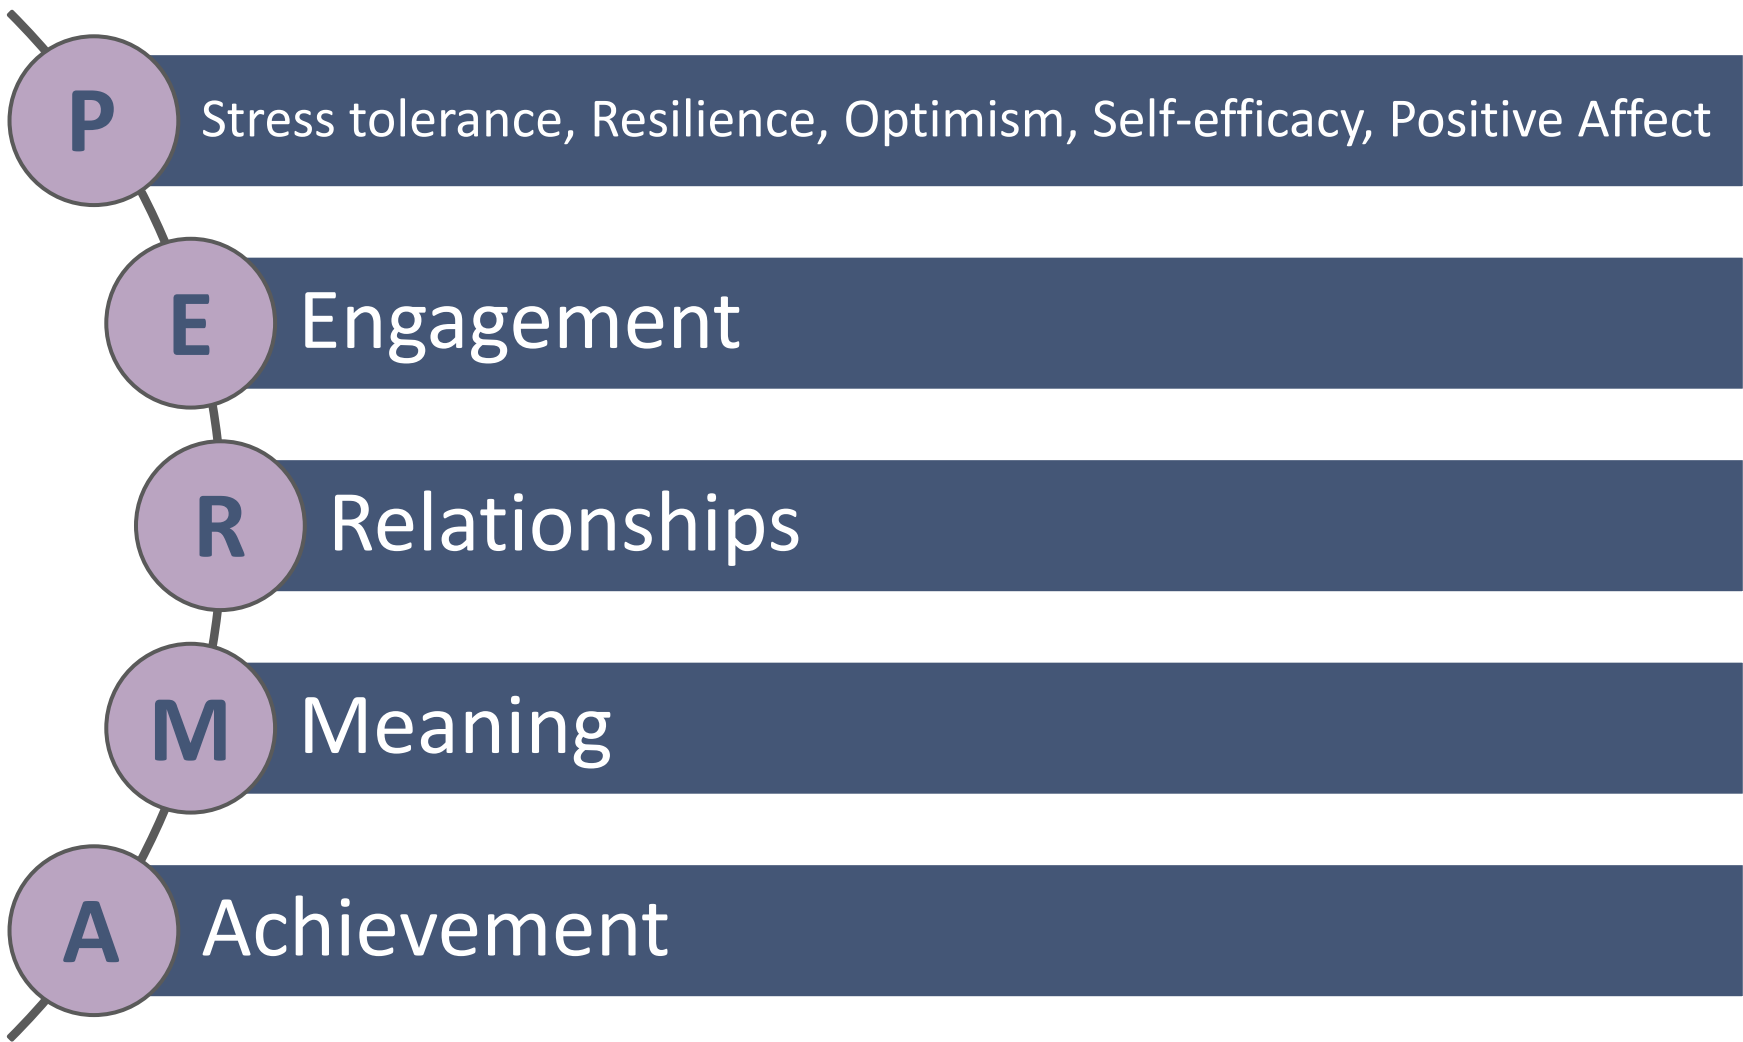 P
Stress tolerance, Resilience, Optimism, Self-efficacy, Positive Affect
E
Engagement
R
Relationships
M
Meaning
A
Achievement